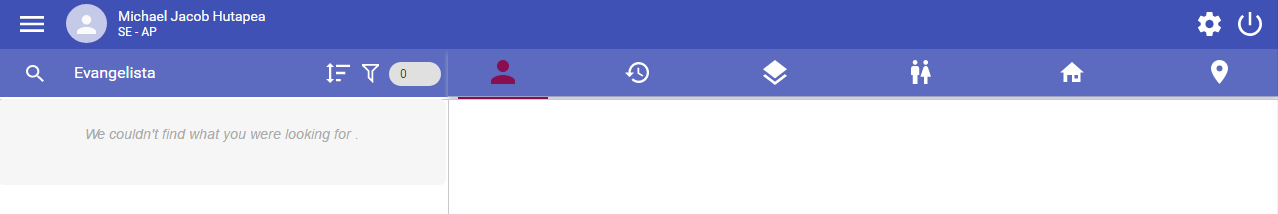 Michael Jacob Hutapea
SE - AP
Evangelista
0
We couldn't find what you were looking for .